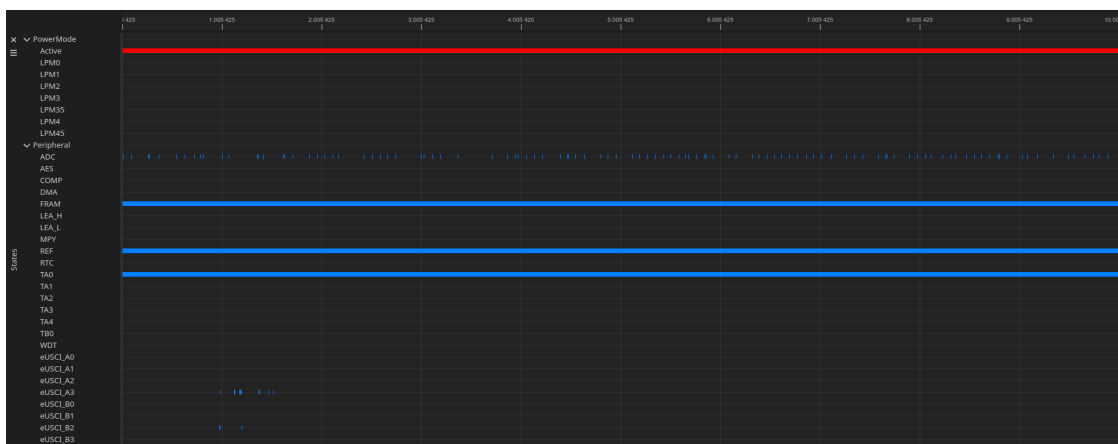 425 1.005 425 2.005 425 3.005 425 4.005 425 5.005 425 6.005 425 7.005 425 8.005 425 9.005 425 10.00
PowerMode
Active
LPM0
LPM1
LPM2
LPM3
LPM35
LPM4
LPM45
Peripheral
ADC
AES
COMP
DMA
FRAM
LEA_H
LEA_L
MPY
REF
States
RTC
TA0
TA1
TA2
TA3
TA4
TB0
WDT
eUSCI_A0
eUSCI_A1
eUSCI_A2
eUSCI_A3
eUSCI_B0
eUSCI_B1
eUSCI_B2
eUSCI_B3